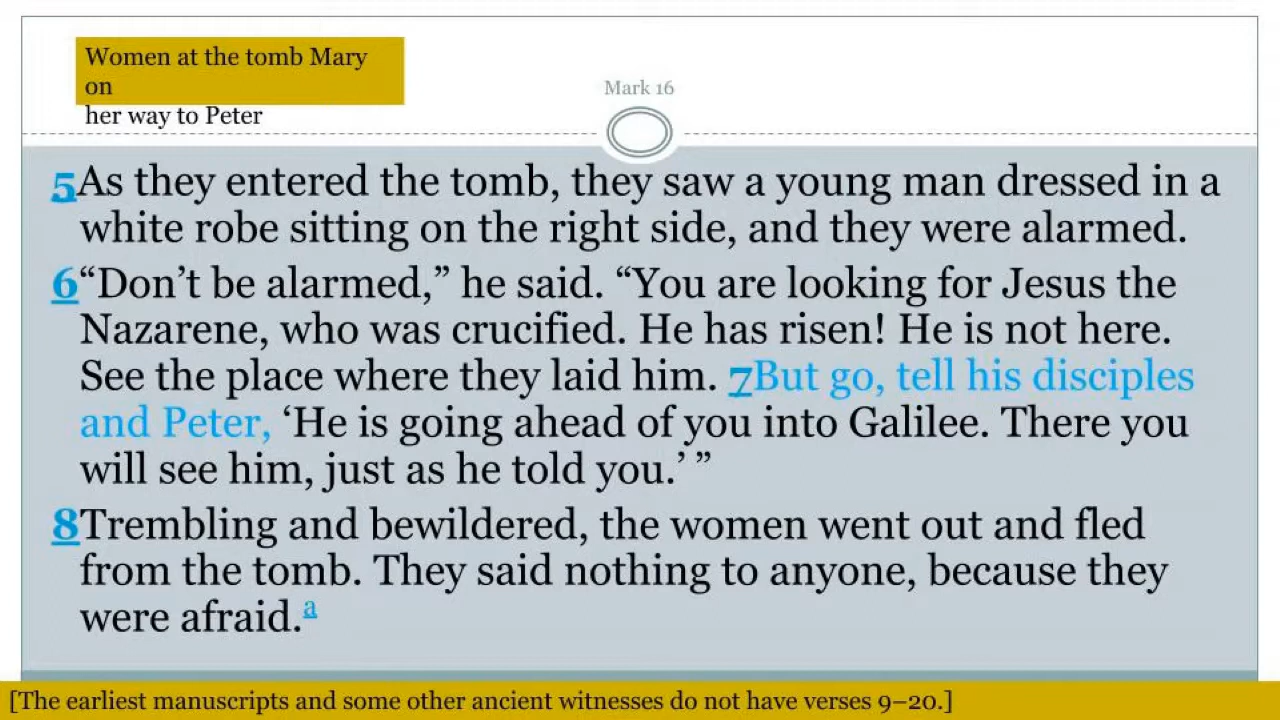 Women at the tomb Mary
on
her way to Peter
Mark 16
5As they entered the tomb, they saw a young man dressed in a
white robe sitting on the right side, and they were alarmed.
6“Don’t be alarmed,” he said. “You are looking for Jesus the
Nazarene, who was crucified. He has risen! He is not here.
See the place where they laid him. 7But go, tell his disciples
and Peter, ‘He is going ahead of you into Galilee. There you
will see him, just as he told you.’ ”
8Trembling and bewildered, the women went out and fled
from the tomb. They said nothing to anyone, because they
were afraid.a
[The earliest manuscripts and some other ancient witnesses do not have verses 9–20.]